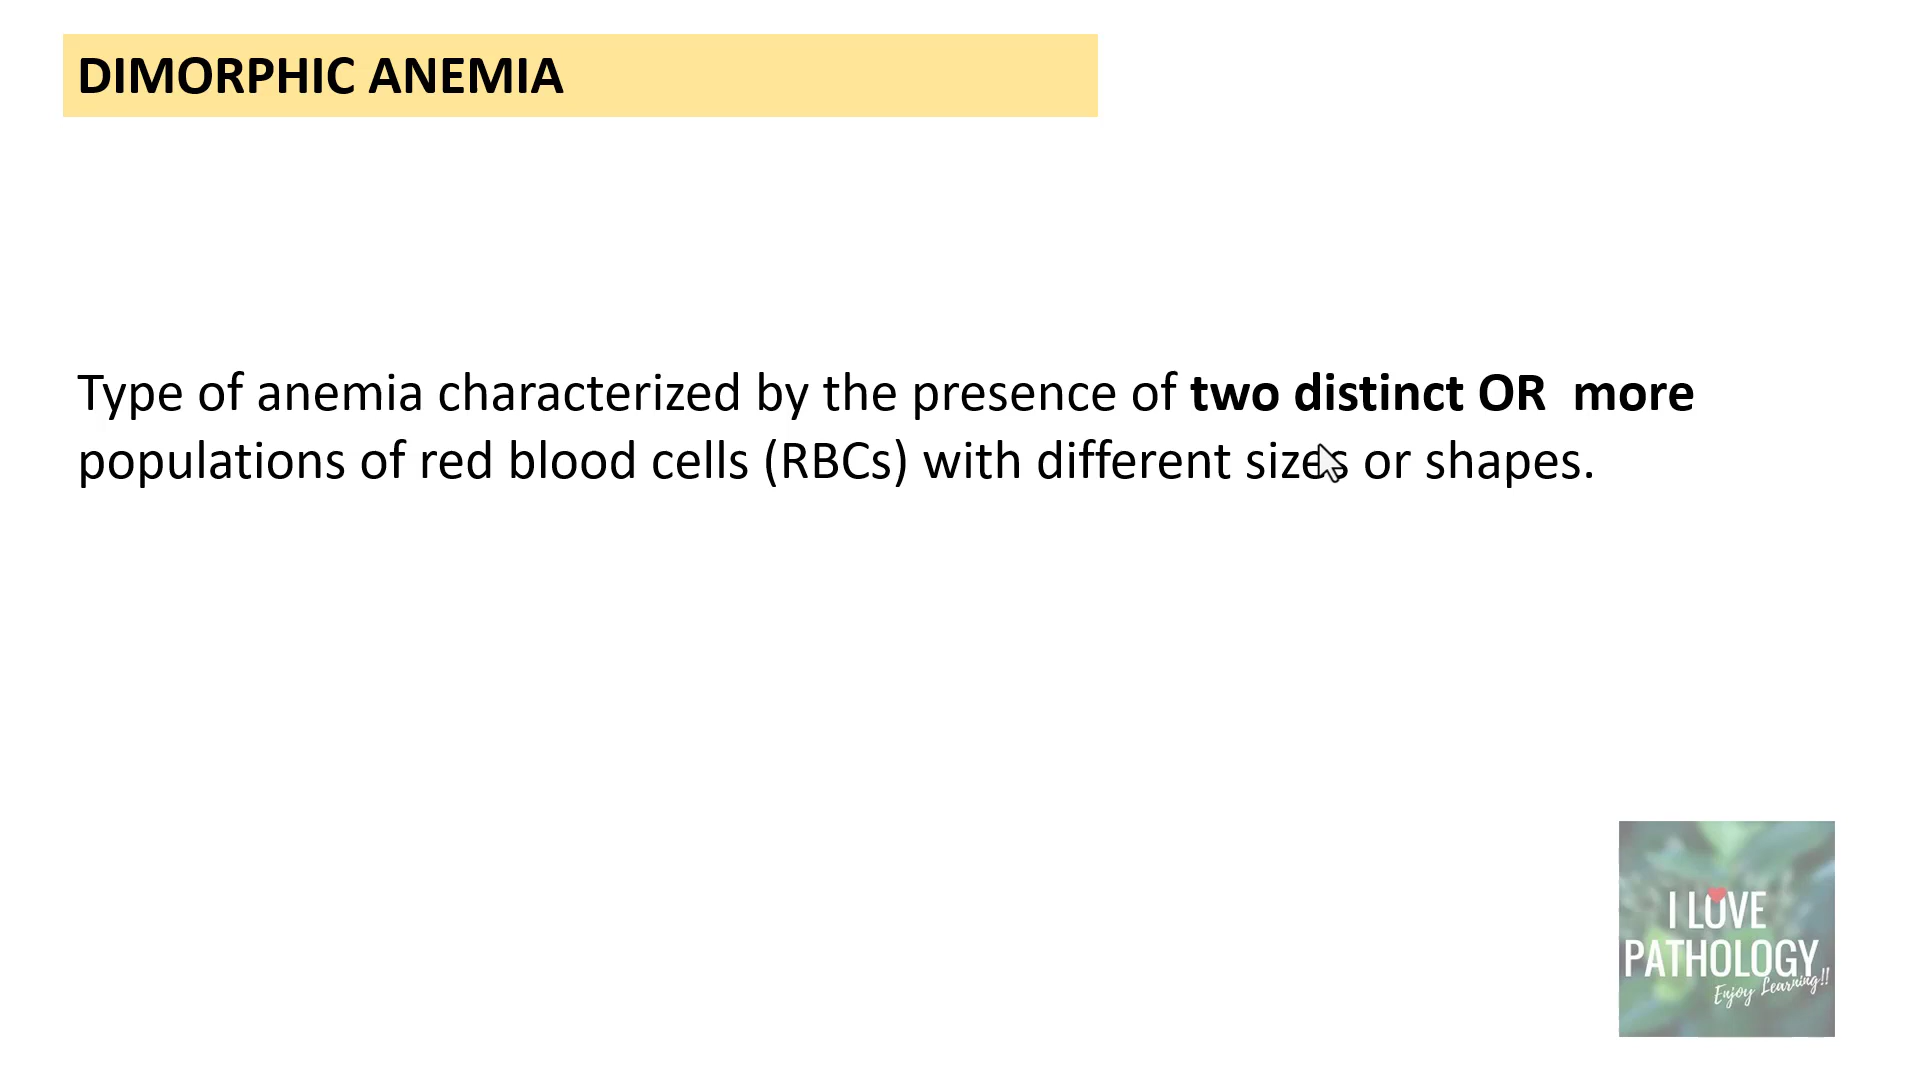 DIMORPHIC ANEMIA
Type of anemia characterized by the presence of two distinct OR  more
populations of red blood cells (RBCs) with different sizes or shapes.
I LOVE
PATHOLOGY
Enjoy Learning!!